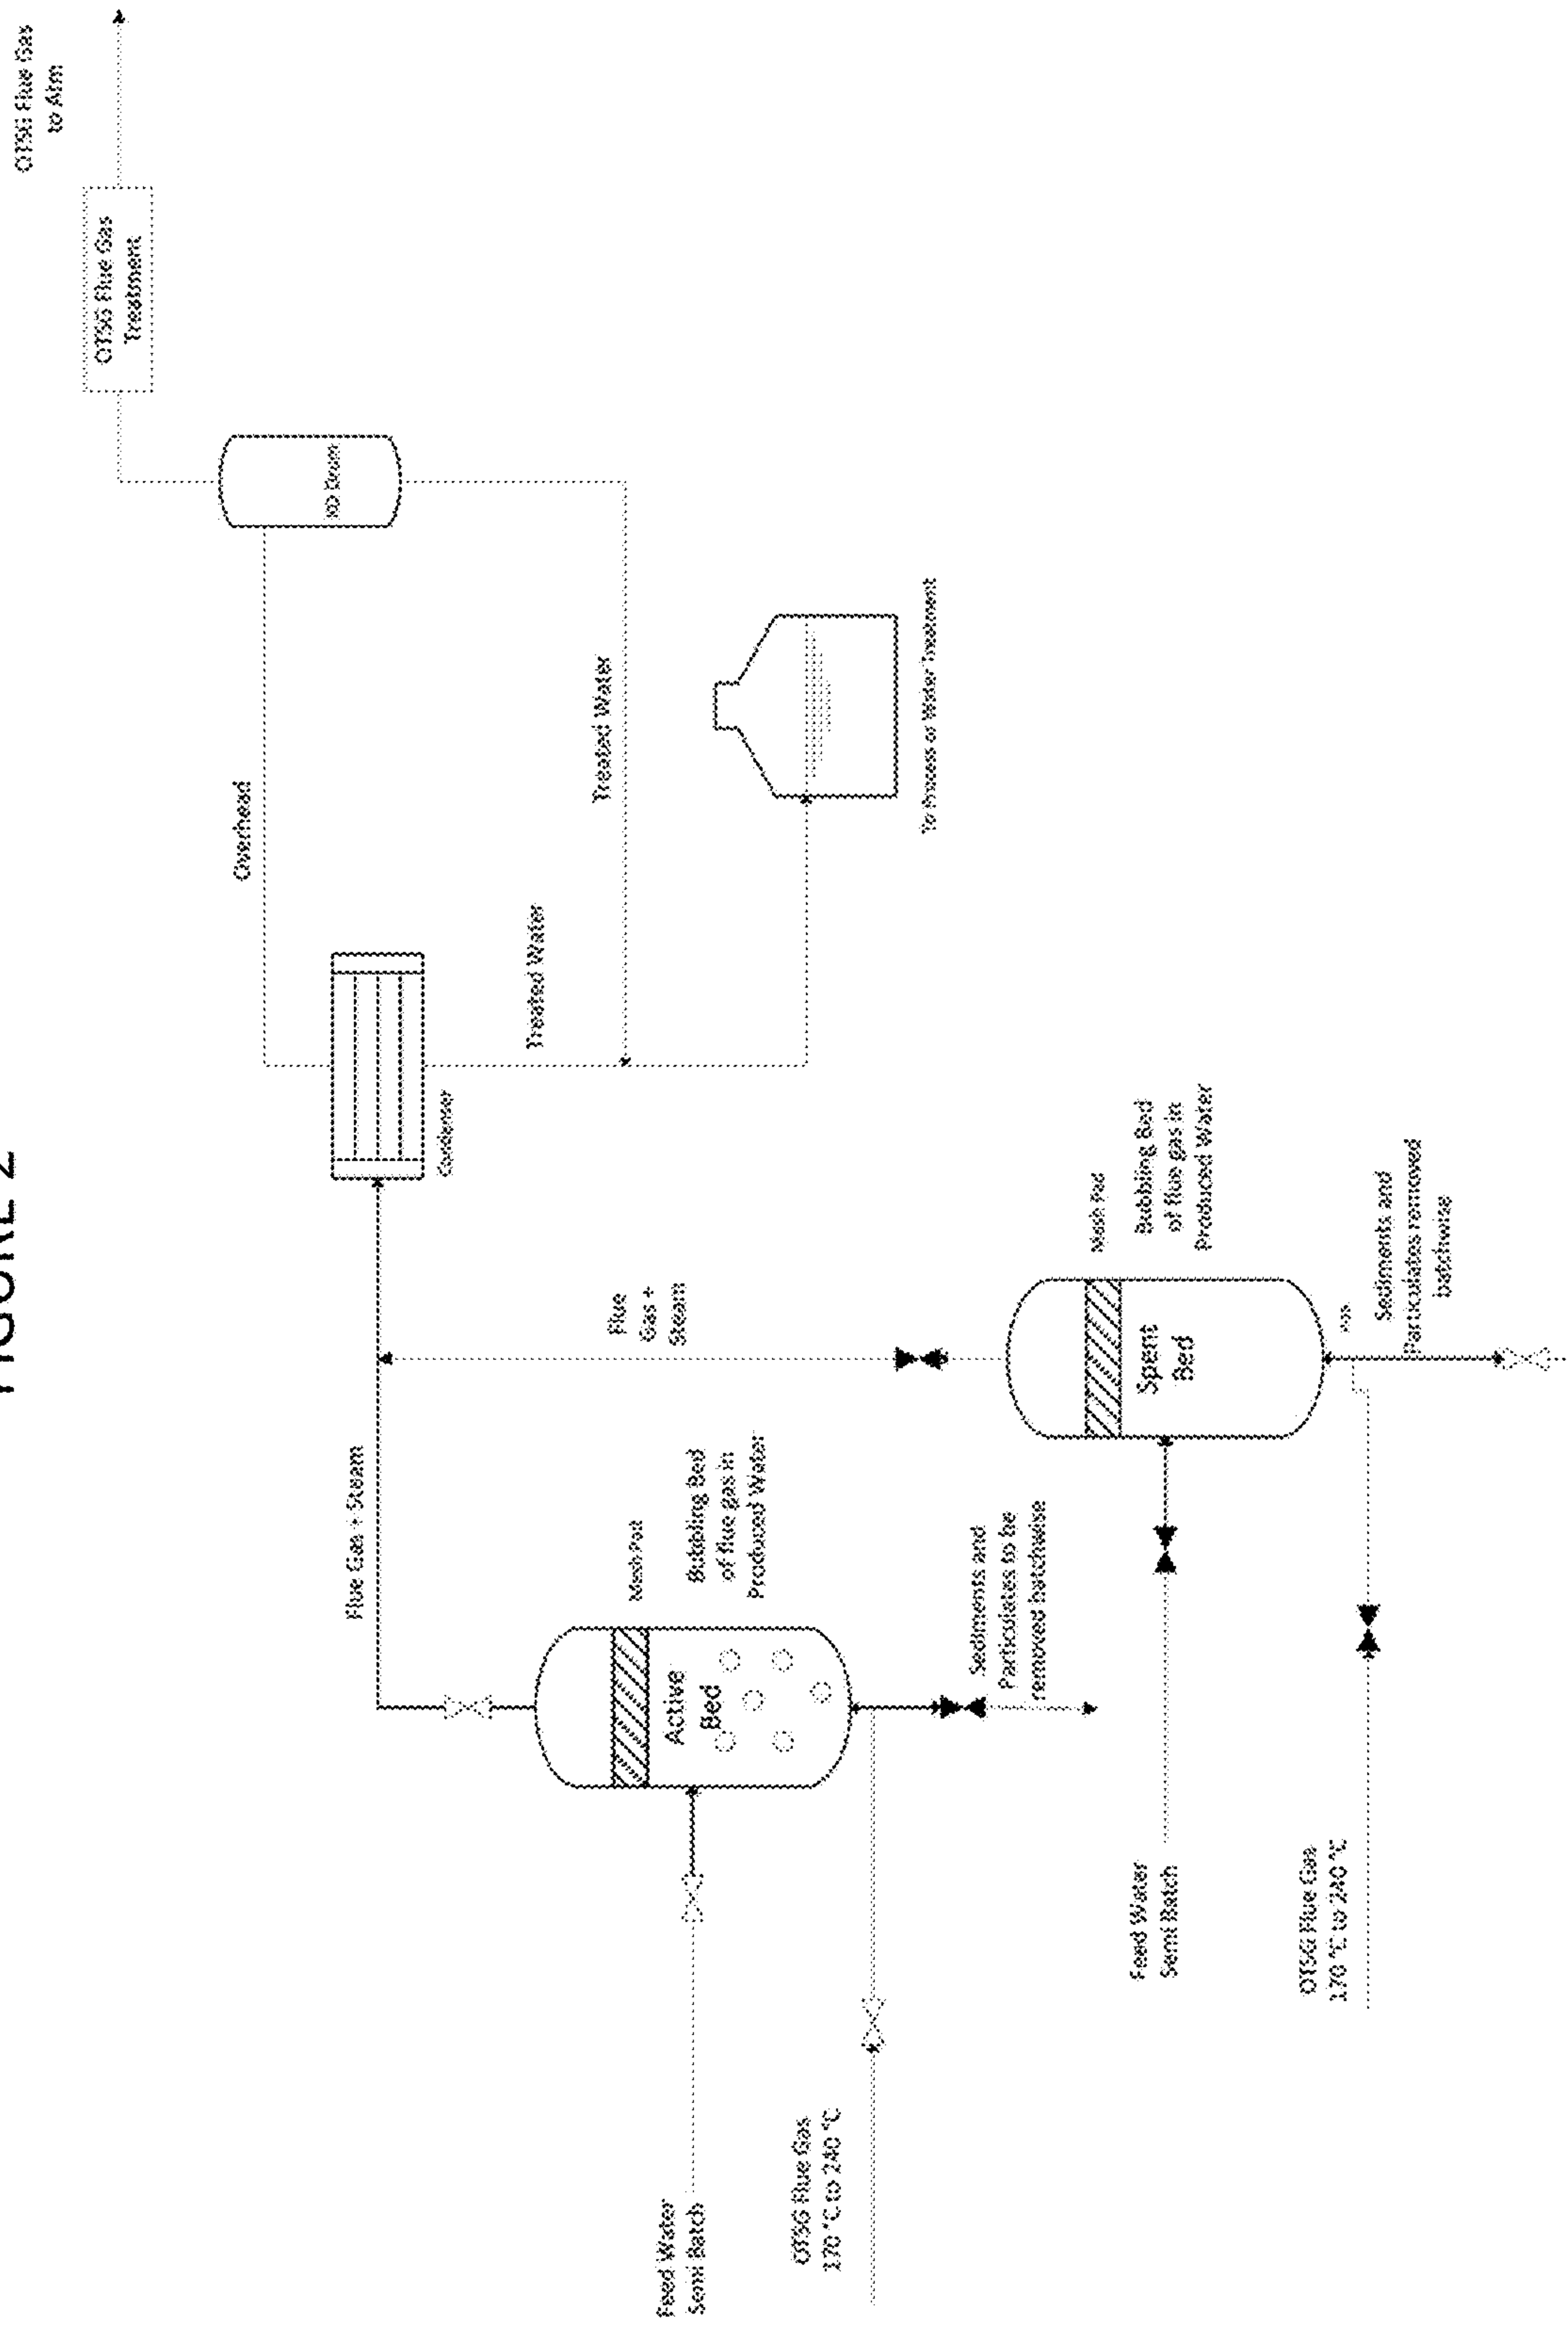 FIGURE 2
OTSG Flue Gas
to Atm
OTSG Flue Gas
Treatment
KO Drum
Overhead
Treated Water
Treated Water
To Process or Water Treatment
Condenser
Flue Gas + Steam
Flue
Gas +
Steam
Mesh Pad
Bubbling Bed
of flue gas in
Produced Water
Active
Bed
Sediments and
Particulates to be
removed batchwise
Feed Water
Semi Batch
OTSG Flue Gas
170 °C to 240 °C
Mesh Pad
Bubbling Bed
of flue gas in
Produced Water
Spent
Bed
Sediments and
Particulates removed
batchwise
Feed Water
Semi Batch
OTSG Flue Gas
170 °C to 240 °C